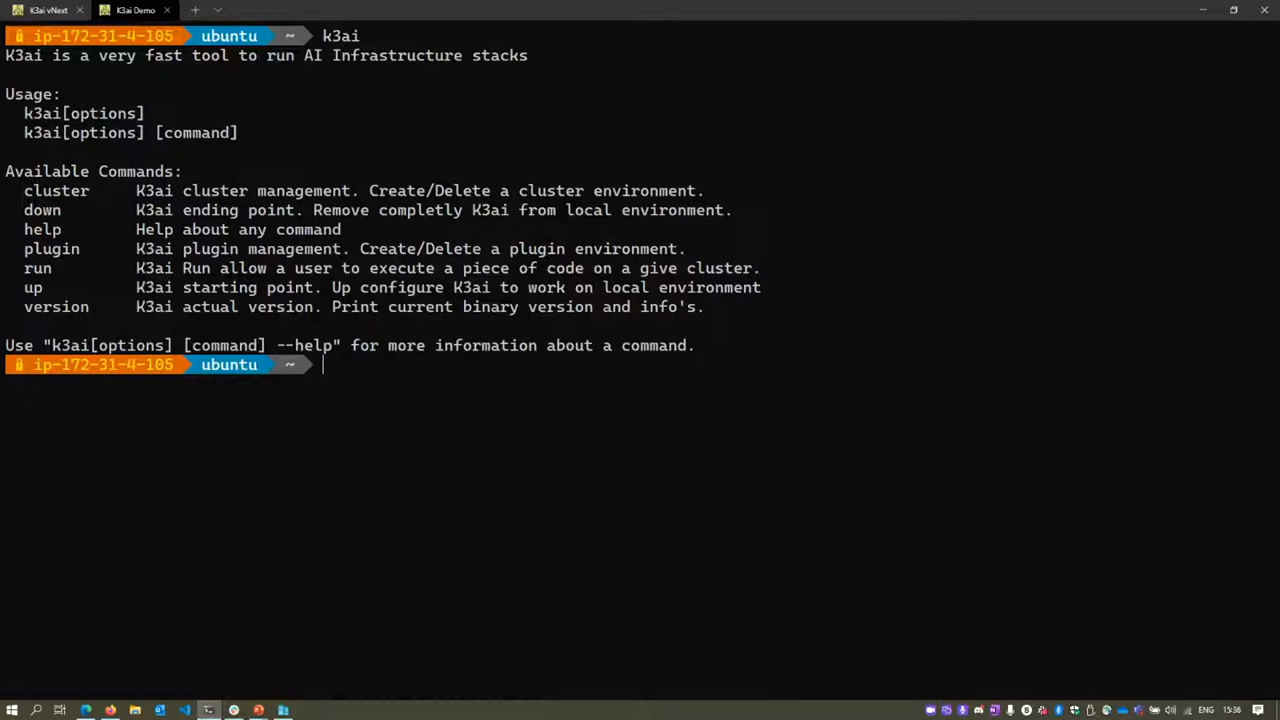 K3ai vNext
K3ai Demo
ip-172-31-4-105 ubuntu ~ k3ai
K3ai is a very fast tool to run AI Infrastructure stacks
Usage:
k3ai[options]
k3ai[options] [command]
Available Commands:
cluster K3ai cluster management. Create/Delete a cluster environment.
down K3ai ending point. Remove completly K3ai from local environment.
help Help about any command
plugin K3ai plugin management. Create/Delete a plugin environment.
run K3ai Run allow a user to execute a piece of code on a give cluster.
up K3ai starting point. Up configure K3ai to work on local environment
version K3ai actual version. Print current binary version and info's.
Use "k3ai[options] [command] --help" for more information about a command.
ip-172-31-4-105 ubuntu ~
ENG
15:36